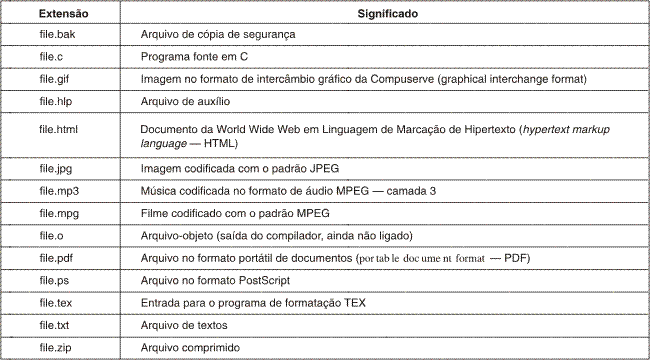 Extensão Significado
file.bak Arquivo de cópia de segurança
file.c Programa fonte em C
file.gif Imagem no formato de intercâmbio gráfico da Compuserve (graphical interchange format)
file.hlp Arquivo de auxílio
file.html Documento da World Wide Web em Linguagem de Marcação de Hipertexto (hypertext markup
language — HTML)
file.jpg Imagem codificada com o padrão JPEG
file.mp3 Música codificada no formato de áudio MPEG — camada 3
file.mpg Filme codificado com o padrão MPEG
file.o Arquivo-objeto (saída do compilador, ainda não ligado)
file.pdf Arquivo no formato portátil de documentos (portable document format — PDF)
file.ps Arquivo no formato PostScript
file.tex Entrada para o programa de formatação TEX
file.txt Arquivo de textos
file.zip Arquivo comprimido